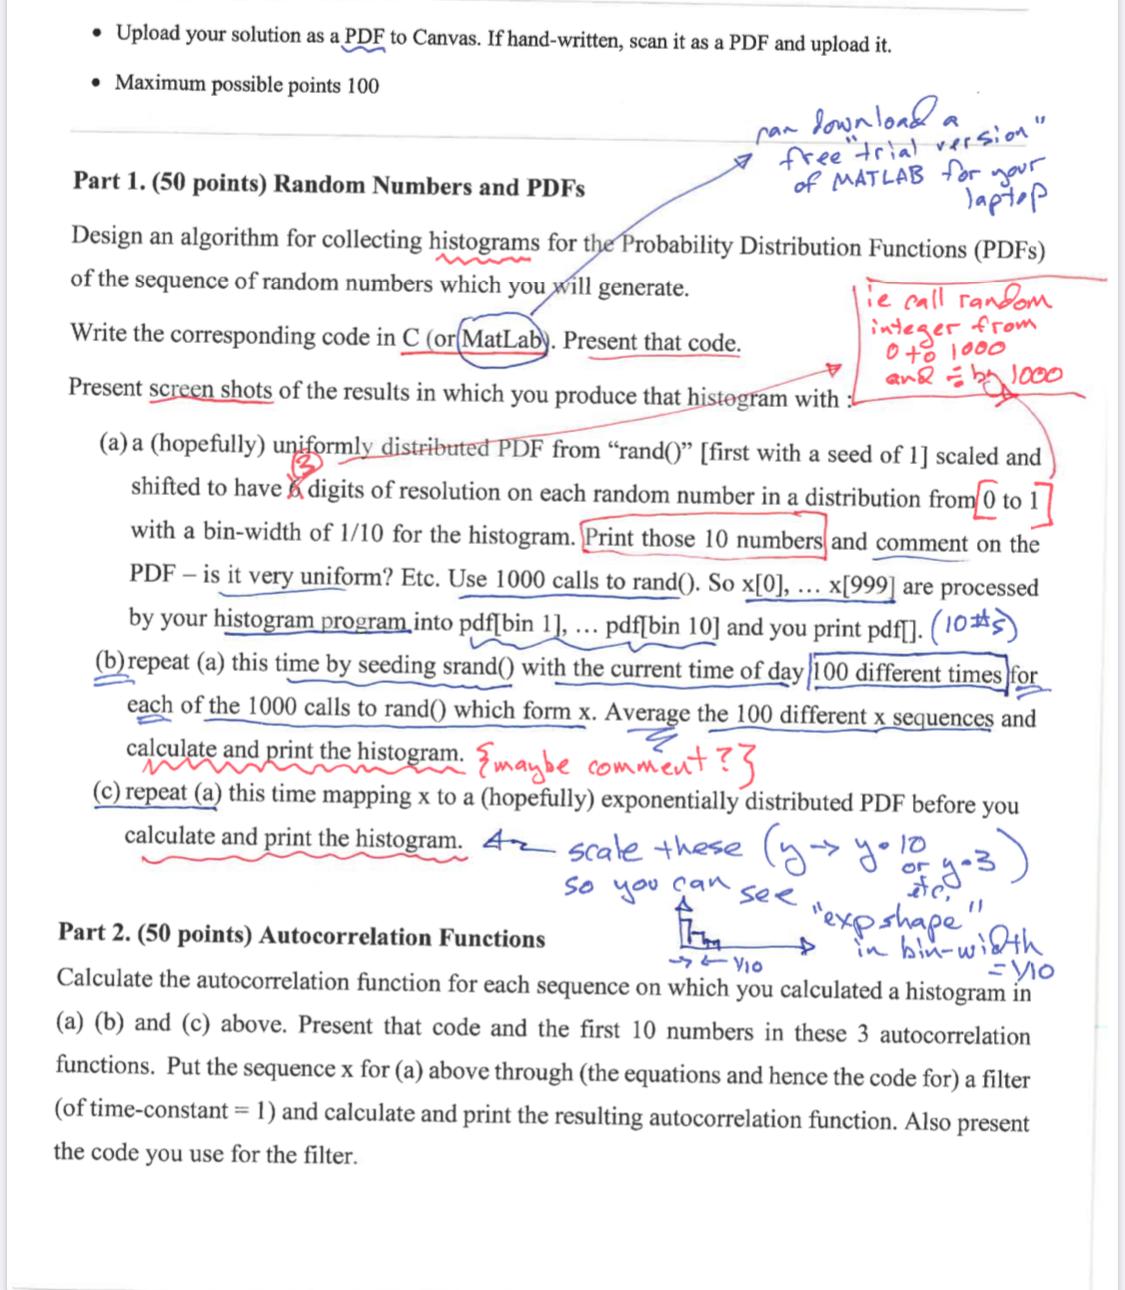 • Upload your solution as a PDF to Canvas. If hand-written, scan it as a PDF and upload it.
• Maximum possible points 100
can download a
free "trial version"
of MATLAB for your
laptop
Part 1. (50 points) Random Numbers and PDFs
Design an algorithm for collecting histograms for the Probability Distribution Functions (PDFs)
of the sequence of random numbers which you will generate.
ie call random
integer from
0 to 1000
and ÷ by 1000
Write the corresponding code in C (or MatLab). Present that code.
Present screen shots of the results in which you produce that histogram with :
(a) a (hopefully) uniformly distributed PDF from “rand()” [first with a seed of 1] scaled and
3
shifted to have 6 digits of resolution on each random number in a distribution from 0 to 1
with a bin-width of 1/10 for the histogram. Print those 10 numbers and comment on the
PDF – is it very uniform? Etc. Use 1000 calls to rand(). So x[0], … x[999] are processed
by your histogram program into pdf[bin 1], … pdf[bin 10] and you print pdf[]. (10 #s)
(b) repeat (a) this time by seeding srand() with the current time of day 100 different times for
each of the 1000 calls to rand() which form x. Average the 100 different x sequences and
calculate and print the histogram. {maybe comment?}
(c) repeat (a) this time mapping x to a (hopefully) exponentially distributed PDF before you
calculate and print the histogram.
scale these (y → y•10
or y•3
etc.)
so you can see
"exp shape"
in bin-width
= 1/10
1/10
Part 2. (50 points) Autocorrelation Functions
Calculate the autocorrelation function for each sequence on which you calculated a histogram in
(a) (b) and (c) above. Present that code and the first 10 numbers in these 3 autocorrelation
functions. Put the sequence x for (a) above through (the equations and hence the code for) a filter
(of time-constant = 1) and calculate and print the resulting autocorrelation function. Also present
the code you use for the filter.